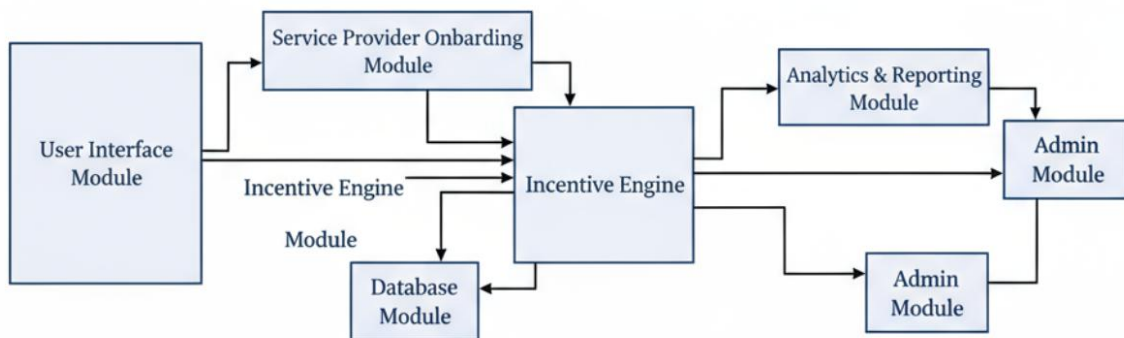 Service Provider Onbarding
Module
User Interface
Module
Incentive Engine
Module
Database
Module
Incentive Engine
Analytics & Reporting
Module
Admin
Module
Admin
Module